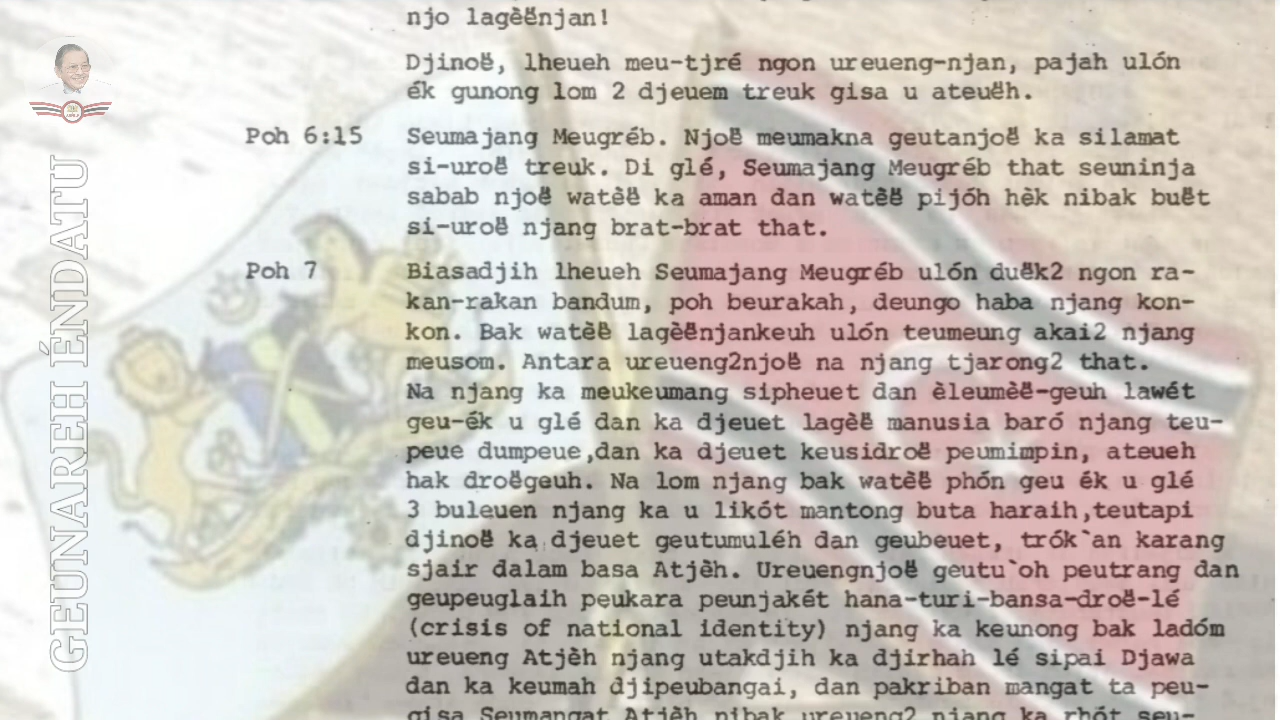 njo lagèënjan!
Djinoë, lheueh meu-tjré ngon ureueng-njan, pajah ulón
ék gunong lom 2 djeuem treuk gisa u ateuëh.
Poh 6:15 Seumajang Meugréb. Njoë meumakna geutanjoë ka silamat
si-uroë treuk. Di glé, Seumajang Meugréb that seuninja
sabab njoë watèë ka aman dan watèë pijóh hèk nibak buët
si-uroë njang brat-brat that.
Poh 7 Biasadjih lheueh Seumajang Meugréb ulón duëk2 ngon ra-
kan-rakan bandum, poh beurakah, deungo haba njang kon-
kon. Bak watèë lagèënjankeuh ulón teumeung akai2 njang
meusom. Antara ureueng2njoë na njang tjarong2 that.
Na njang ka meukeumang sipheuet dan èleumèë-geuh lawét
geu-ék u glé dan ka djeuet lagèë manusia baró njang teu-
peue dumpeue,dan ka djeuet keusidroë peumimpin, ateueh
hak droëgeuh. Na lom njang bak watèë phón geu ék u glé
3 buleuen njang ka u likót mantong buta haraih,teutapi
djinoë ka djeuet geutumuléh dan geubeuet, trók`an karang
sjair dalam basa Atjèh. Ureuengnjoë geutu`oh peutrang dan
geupeuglaih peukara peunjakét hana-turi-bansa-droë-lé
(crisis of national identity) njang ka keunong bak ladóm
ureueng Atjèh njang utakdjih ka djirhah lé sipai Djawa
dan ka keumah djipeubangai, dan pakriban mangat ta peu-
gisa Seumangat Atjèh nibak ureueng2 njang ka rhót seu-
GEUNAREH ÉNDATU